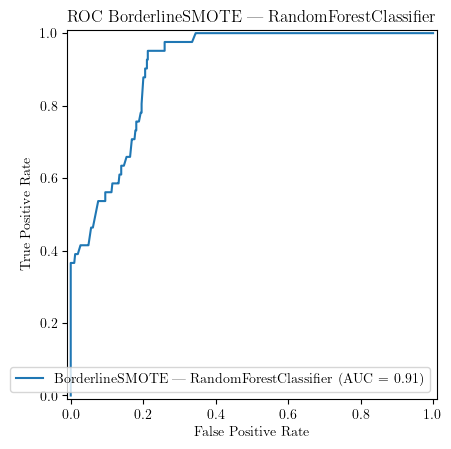 ROC BorderlineSMOTE — RandomForestClassifier
1.0
0.8
0.6
0.4
0.2
0.0
True Positive Rate
BorderlineSMOTE — RandomForestClassifier (AUC = 0.91)
0.0 0.2 0.4 0.6 0.8 1.0
False Positive Rate